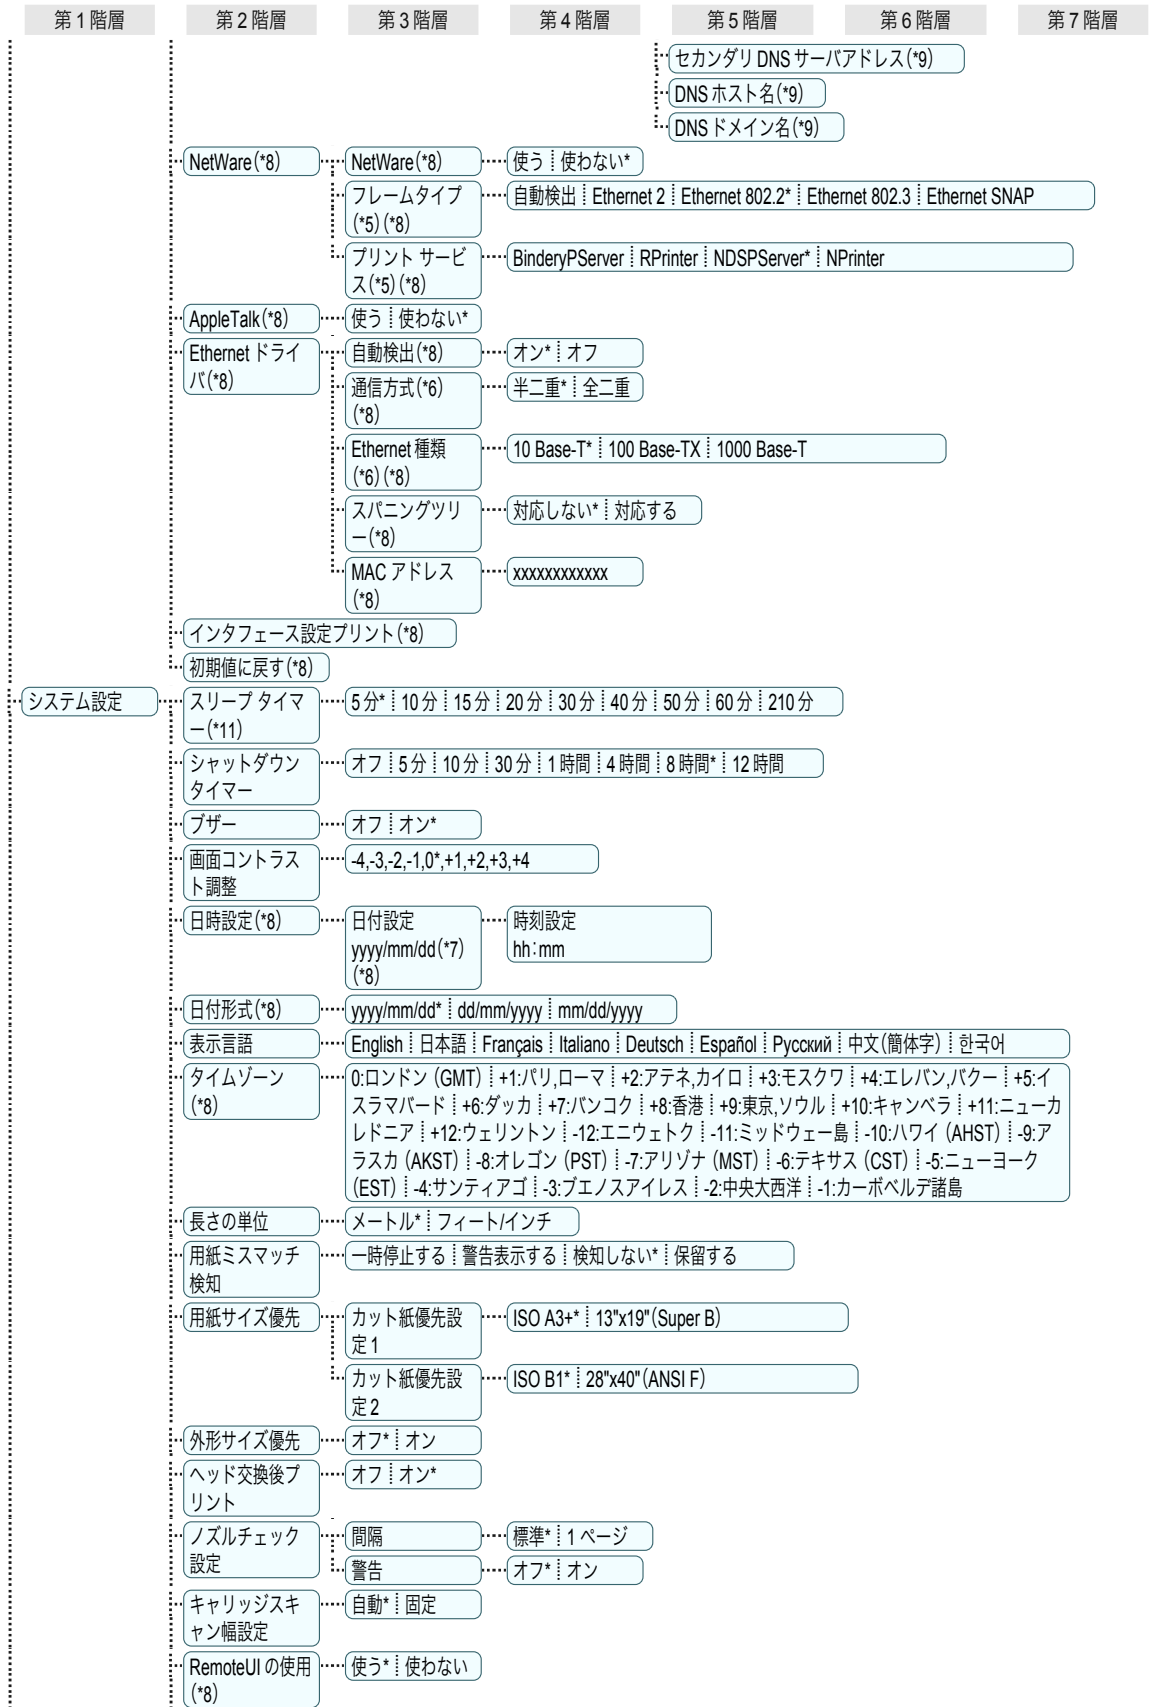 第1階層 第2階層 第3階層 第4階層 第5階層 第6階層 第7階層
セカンダリ DNS サーバアドレス(*9)
DNS ホスト名(*9)
DNS ドメイン名(*9)
NetWare(*8) NetWare(*8) 使う 使わない*
フレームタイプ 自動検出 Ethernet 2 Ethernet 802.2* Ethernet 802.3 Ethernet SNAP
(*5)(*8)
プリント サービ BinderyPServer RPrinter NDSPServer* NPrinter
ス(*5)(*8)
AppleTalk(*8) 使う 使わない*
Ethernet ドライ 自動検出(*8) オン* オフ
バ(*8)
通信方式(*6) 半二重* 全二重
(*8)
Ethernet 種類 10 Base-T* 100 Base-TX 1000 Base-T
(*6)(*8)
スパニングツリ 対応しない* 対応する
ー(*8)
MAC アドレス xxxxxxxxxxxx
(*8)
インタフェース設定プリント(*8)
初期値に戻す(*8)
システム設定 スリープ タイマ 5分* 10分 15分 20分 30分 40分 50分 60分 210分
ー(*11)
シャットダウン オフ 5分 10分 30分 1時間 4時間 8時間* 12時間
タイマー
ブザー オフ オン*
画面コントラス -4,-3,-2,-1,0*,+1,+2,+3,+4
ト調整
日時設定(*8) 日付設定 時刻設定
yyyy/mm/dd(*7) hh:mm
(*8)
日付形式(*8) yyyy/mm/dd* dd/mm/yyyy mm/dd/yyyy
表示言語 English 日本語 Français Italiano Deutsch Español Русский 中文(簡体字) 한국어
タイムゾーン 0:ロンドン (GMT) +1:パリ,ローマ +2:アテネ,カイロ +3:モスクワ +4:エレバン,バクー +5:イ
(*8) スラマバード +6:ダッカ +7:バンコク +8:香港 +9:東京,ソウル +10:キャンベラ +11:ニューカ
レドニア +12:ウェリントン -12:エニウェトク -11:ミッドウェー島 -10:ハワイ (AHST) -9:ア
ラスカ (AKST) -8:オレゴン (PST) -7:アリゾナ (MST) -6:テキサス (CST) -5:ニューヨーク
(EST) -4:サンティアゴ -3:ブエノスアイレス -2:中央大西洋 -1:カーボベルデ諸島
長さの単位 メートル* フィート/インチ
用紙ミスマッチ 一時停止する 警告表示する 検知しない* 保留する
検知
用紙サイズ優先 カット紙優先設 ISO A3+* 13"x19"(Super B)
定1
カット紙優先設 ISO B1* 28"x40"(ANSI F)
定2
外形サイズ優先 オフ* オン
ヘッド交換後プ オフ オン*
リント
ノズルチェック 間隔 標準* 1ページ
設定 警告 オフ* オン
キャリッジスキ 自動* 固定
ャン幅設定
RemoteUI の使用 使う* 使わない
(*8)